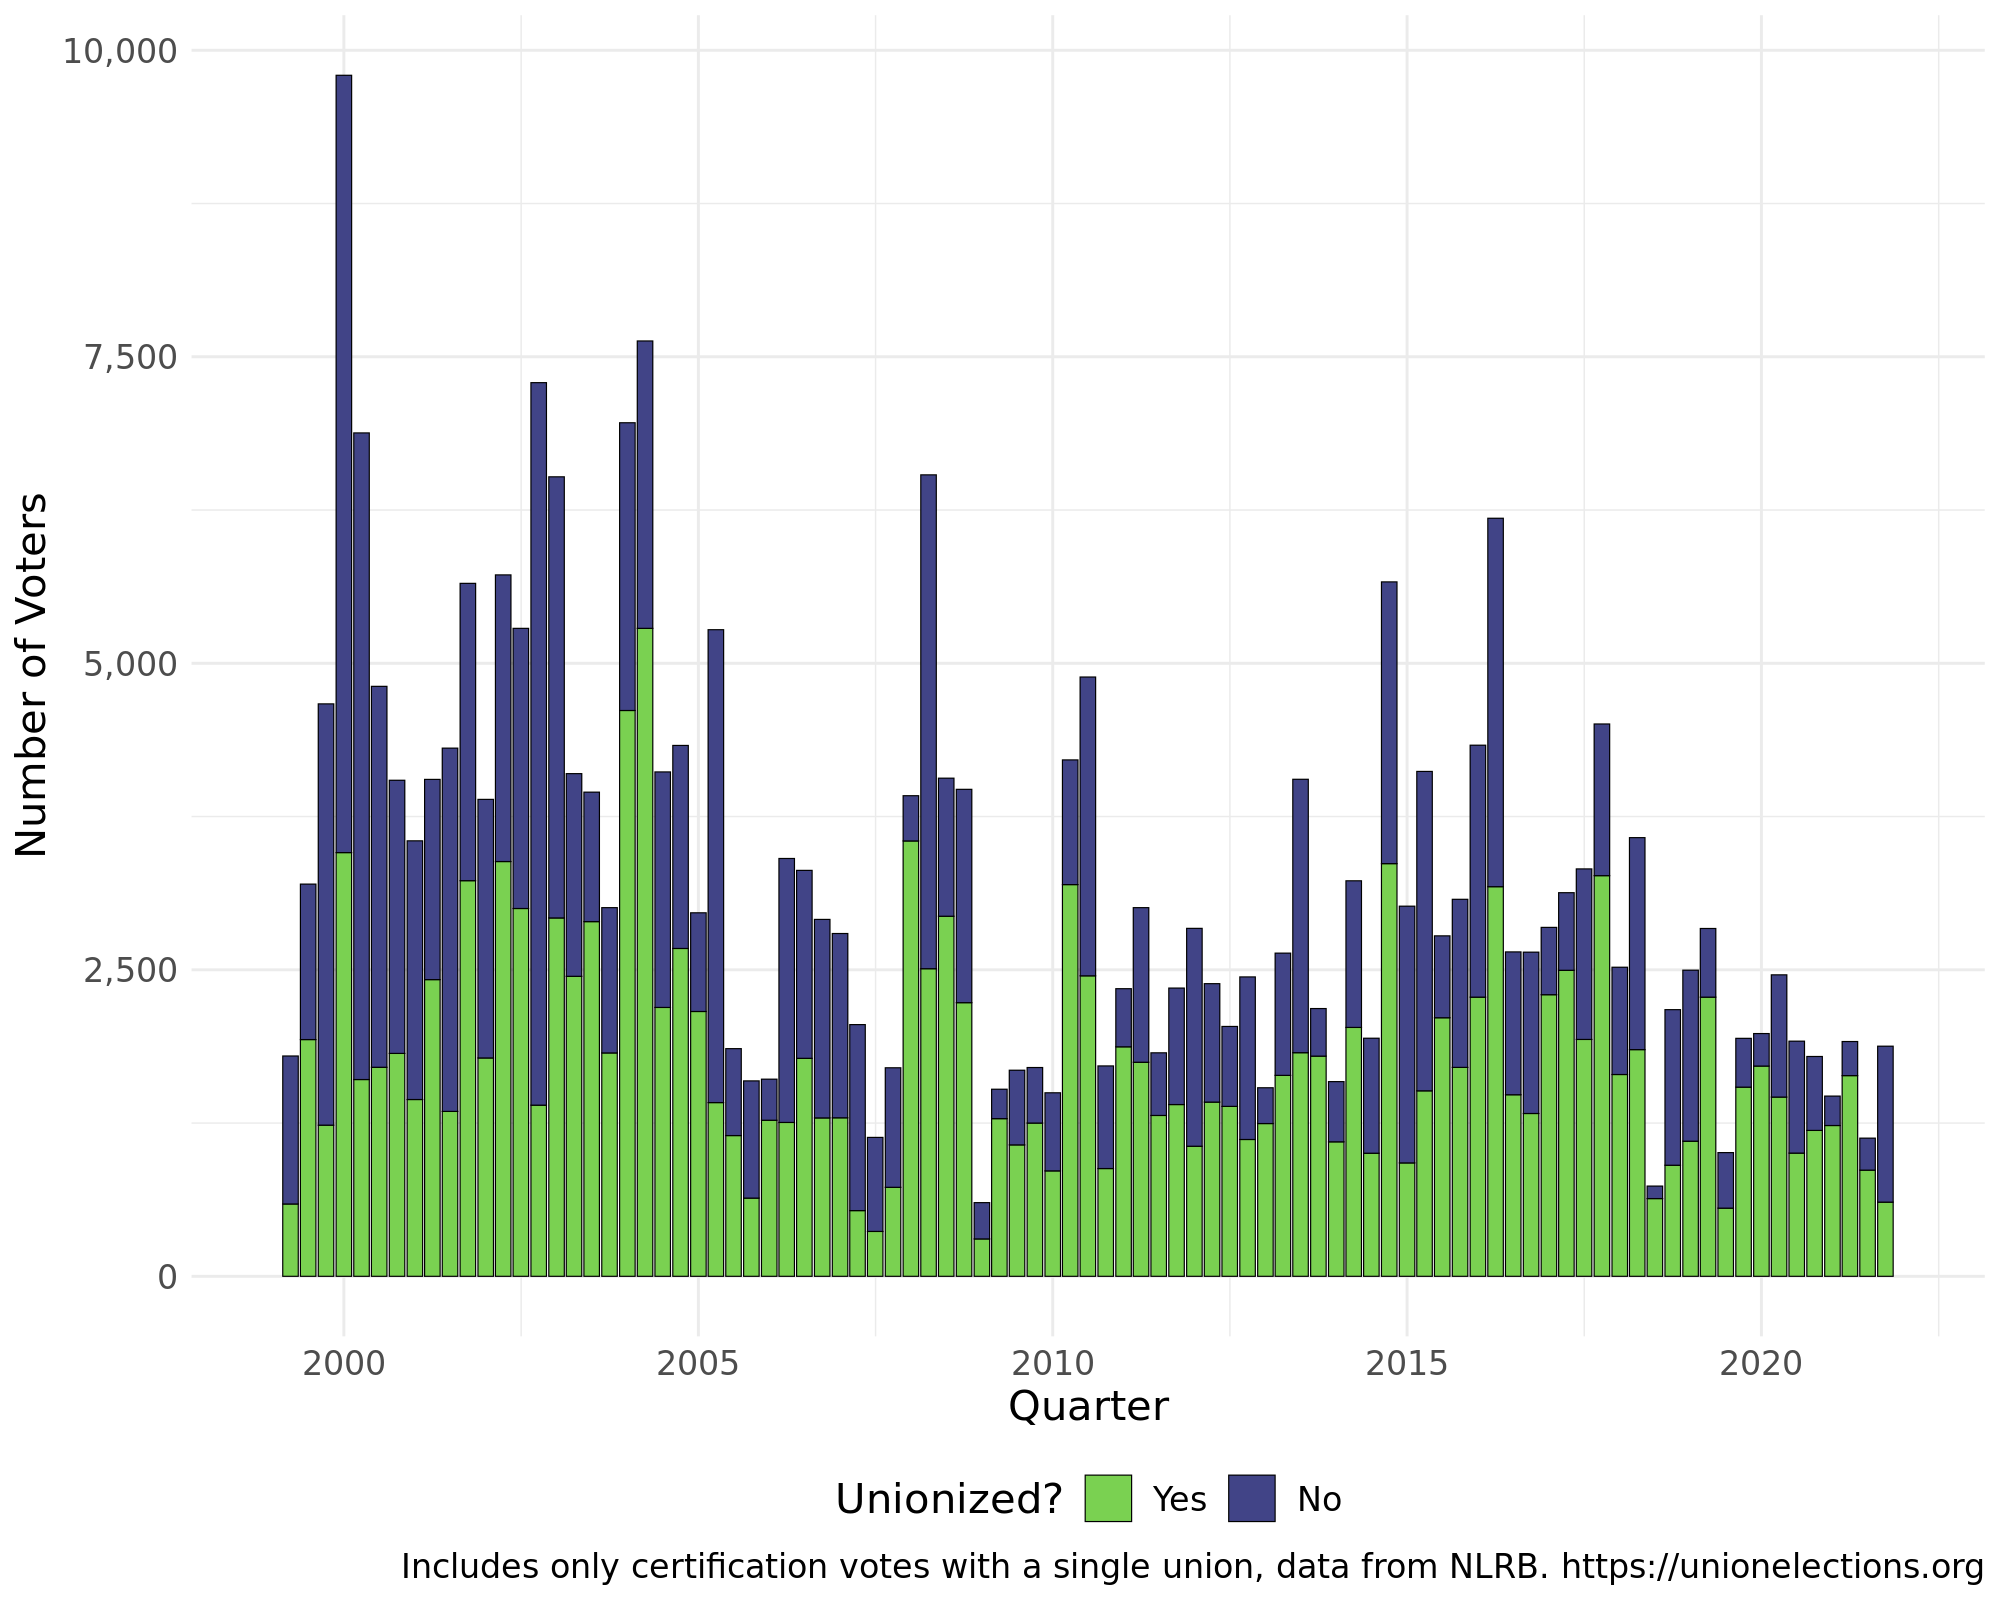 10,000
7,500
5,000
2,500
0
Number of Voters
2000 2005 2010 2015 2020
Quarter
Unionized? Yes No
Includes only certification votes with a single union, data from NLRB. https://unionelections.org